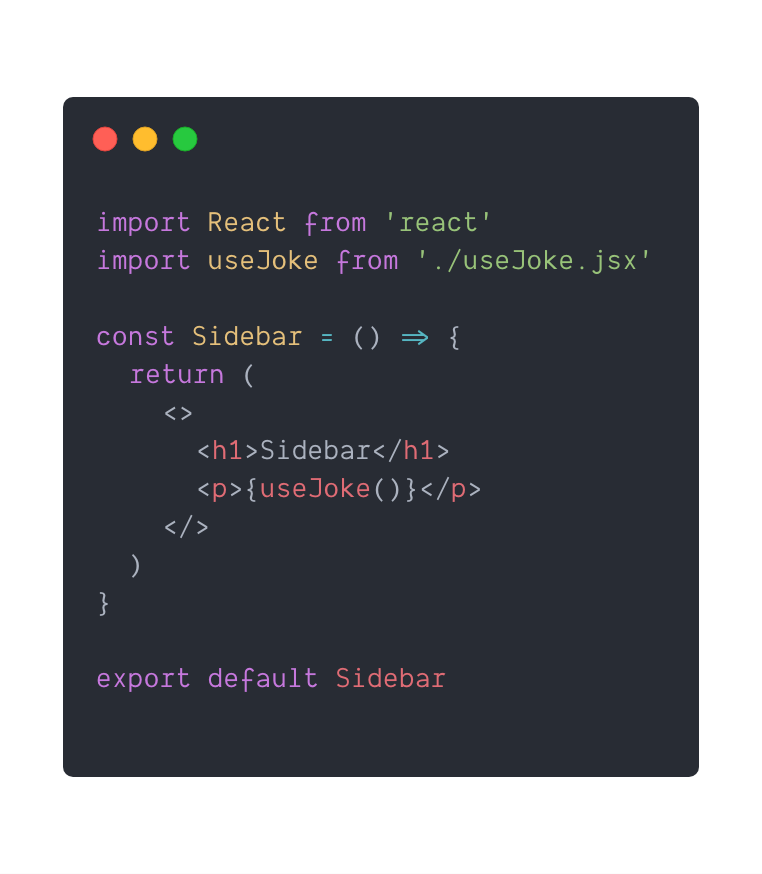 import React from 'react'
import useJoke from './useJoke.jsx'

const Sidebar = () => {
  return (
    <>
      <h1>Sidebar</h1>
      <p>{useJoke()}</p>
    </>
  )
}

export default Sidebar